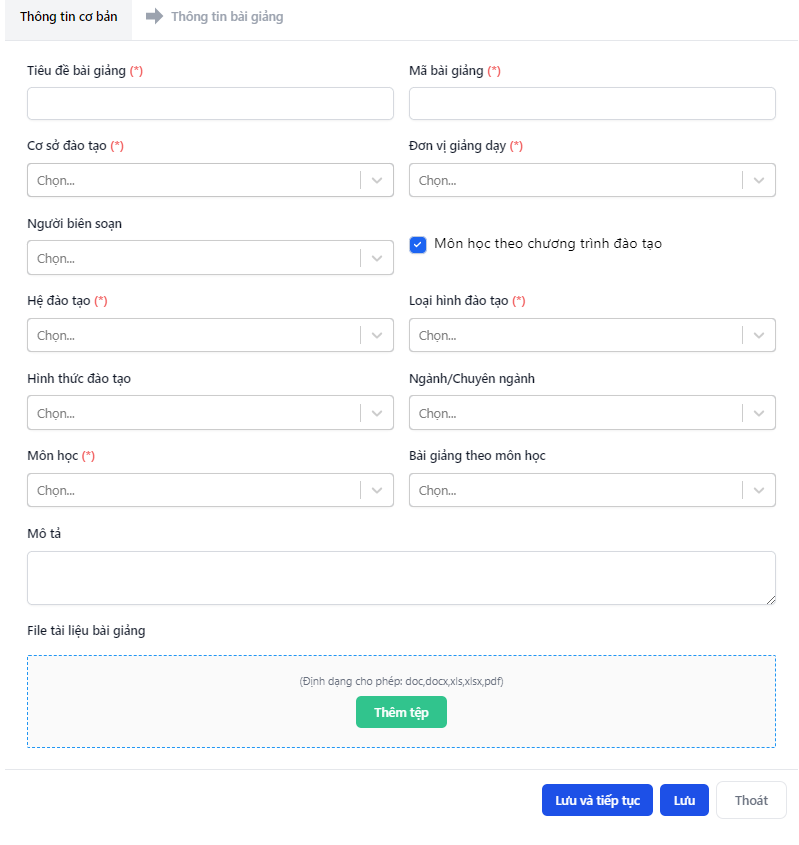 Thông tin cơ bản
Thông tin bài giảng
Tiêu đề bài giảng (*)
Mã bài giảng (*)
Cơ sở đào tạo (*)
Đơn vị giảng dạy (*)
Chọn...
Chọn...
Người biên soạn
Chọn...
Môn học theo chương trình đào tạo
Hệ đào tạo (*)
Loại hình đào tạo (*)
Chọn...
Chọn...
Hình thức đào tạo
Ngành/Chuyên ngành
Chọn...
Chọn...
Môn học (*)
Bài giảng theo môn học
Chọn...
Chọn...
Mô tả
File tài liệu bài giảng
(Định dạng cho phép: doc,docx,xls,xlsx,pdf)
Thêm tệp
Lưu và tiếp tục
Lưu
Thoát